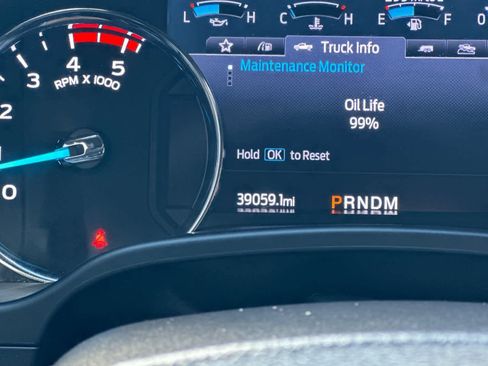 L H C H E F O
Truck Info
Maintenance Monitor
Oil Life
99%
Hold OK to Reset
39059.1mi PRNDM
0 2 3 4 5
RPM X 1000